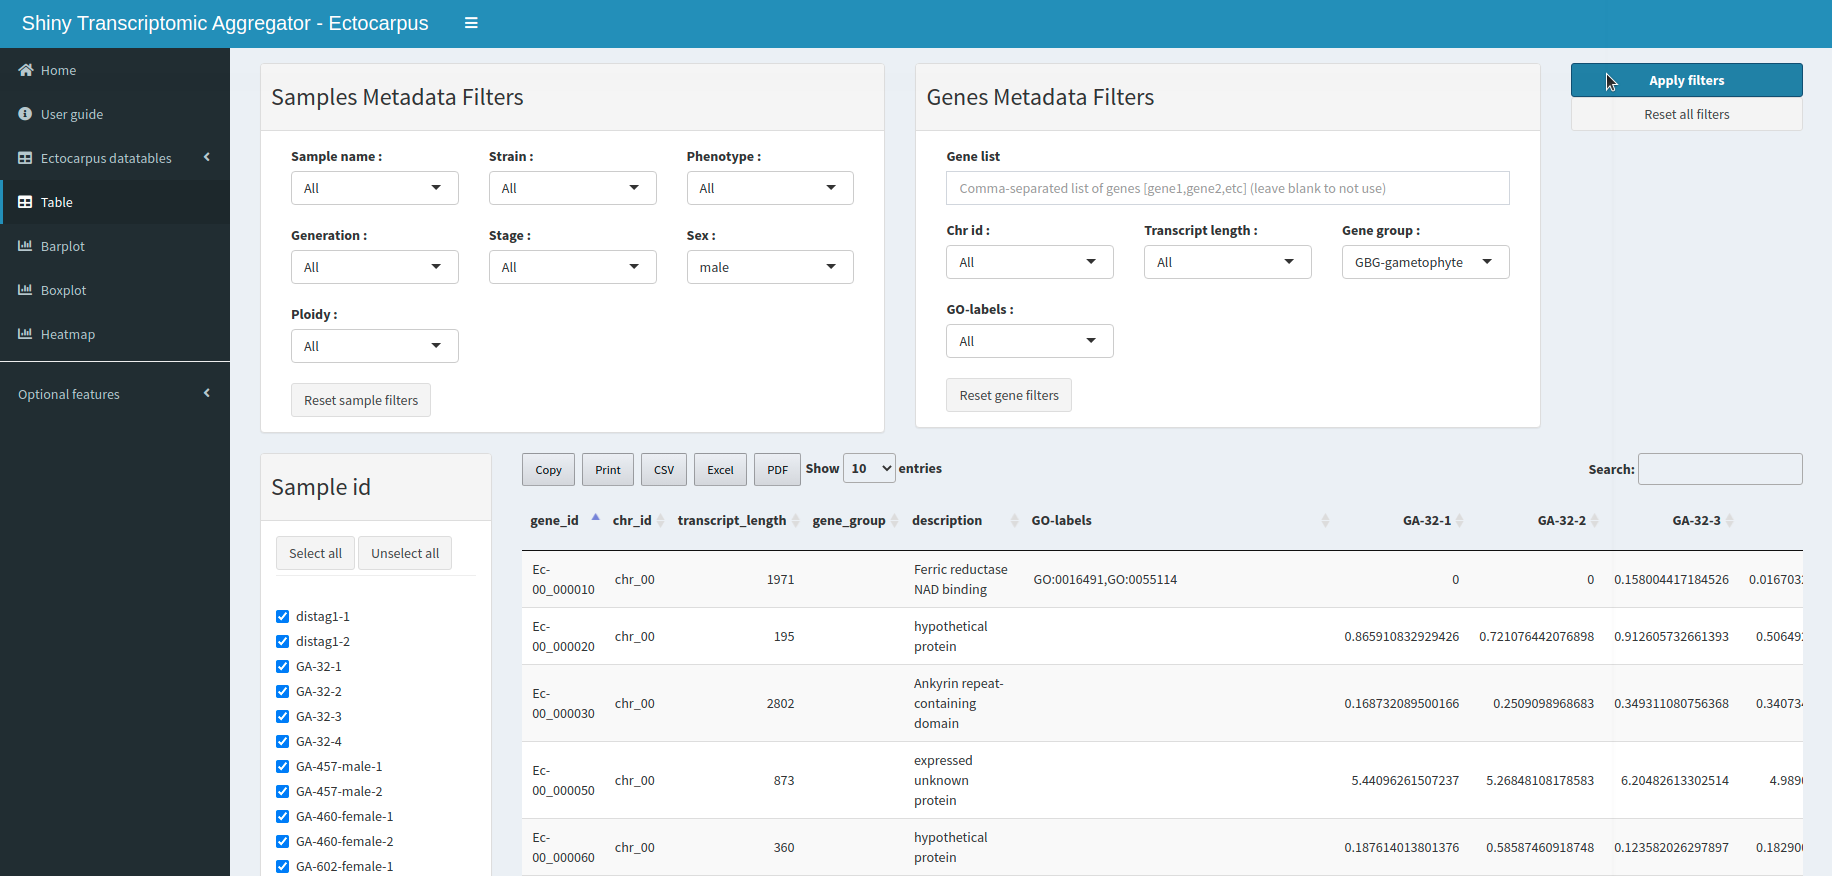 Shiny Transcriptomic Aggregator - Ectocarpus
Home
User guide
Ectocarpus datatables
Table
Barplot
Boxplot
Heatmap
Optional features
Samples Metadata Filters
Sample name :
Strain :
Phenotype :
All
All
All
Generation :
Stage :
Sex :
All
All
male
Ploidy :
All
Reset sample filters
Genes Metadata Filters
Gene list
Comma-separated list of genes [gene1,gene2,etc] (leave blank to not use)
Chr id :
Transcript length :
Gene group :
All
All
GBG-gametophyte
GO-labels :
All
Reset gene filters
Apply filters
Reset all filters
Sample id
Select all
Unselect all
distag1-1
distag1-2
GA-32-1
GA-32-2
GA-32-3
GA-32-4
GA-457-male-1
GA-457-male-2
GA-460-female-1
GA-460-female-2
GA-602-female-1
Copy Print CSV Excel PDF Show 10 entries
Search:
gene_id chr_id transcript_length gene_group description GO-labels GA-32-1 GA-32-2 GA-32-3
Ec-00_000010 chr_00 1971 Ferric reductase NAD binding GO:0016491,GO:0055114 0 0 0.158004417184526 0.016703
Ec-00_000020 chr_00 195 hypothetical protein 0.865910832929426 0.721076442076898 0.912605732661393 0.50649
Ec-00_000030 chr_00 2802 Ankyrin repeat-containing domain 0.168732089500166 0.2509098968683 0.349311080756368 0.34073
Ec-00_000050 chr_00 873 expressed unknown protein 5.44096261507237 5.26848108178583 6.20482613302514 4.989
Ec-00_000060 chr_00 360 hypothetical protein 0.187614013801376 0.58587460918748 0.123582026297897 0.18290